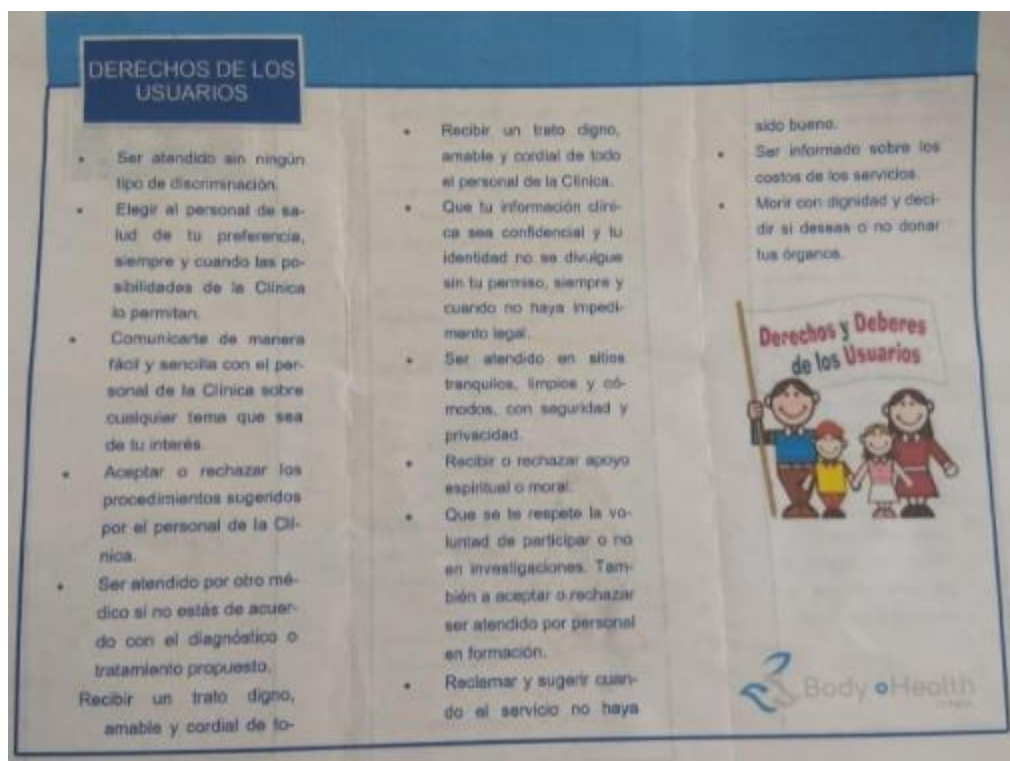 DERECHOS DE LOS
USUARIOS
• Ser atendido sin ningún
tipo de discriminación.
• Elegir al personal de sa-
lud de tu preferencia,
siempre y cuando las po-
sibilidades de la Clínica
lo permitan.
• Comunicarte de manera
fácil y sencilla con el per-
sonal de la Clínica sobre
cualquier tema que sea
de tu interés.
• Aceptar o rechazar los
procedimientos sugeridos
por el personal de la Clí-
nica.
• Ser atendido por otro mé-
dico si no estás de acuer-
do con el diagnóstico o
tratamiento propuesto.
Recibir un trato digno,
amable y cordial de to-
• Recibir un trato digno,
amable y cordial de todo
el personal de la Clínica.
• Que tu información clíni-
ca sea confidencial y tu
identidad no se divulgue
sin tu permiso, siempre y
cuando no haya impedi-
mento legal.
• Ser atendido en sitios
tranquilos, limpios y có-
modos, con seguridad y
privacidad.
• Recibir o rechazar apoyo
espiritual o moral.
• Que se te respete la vo-
luntad de participar o no
en investigaciones. Tam-
bién a aceptar o rechazar
ser atendido por personal
en formación.
• Reclamar y sugerir cuan-
do el servicio no haya
sido bueno.
• Ser informado sobre los
costos de los servicios.
• Morir con dignidad y deci-
dir si deseas o no donar
tus órganos.
Derechos y Deberes
de los Usuarios
Body Health